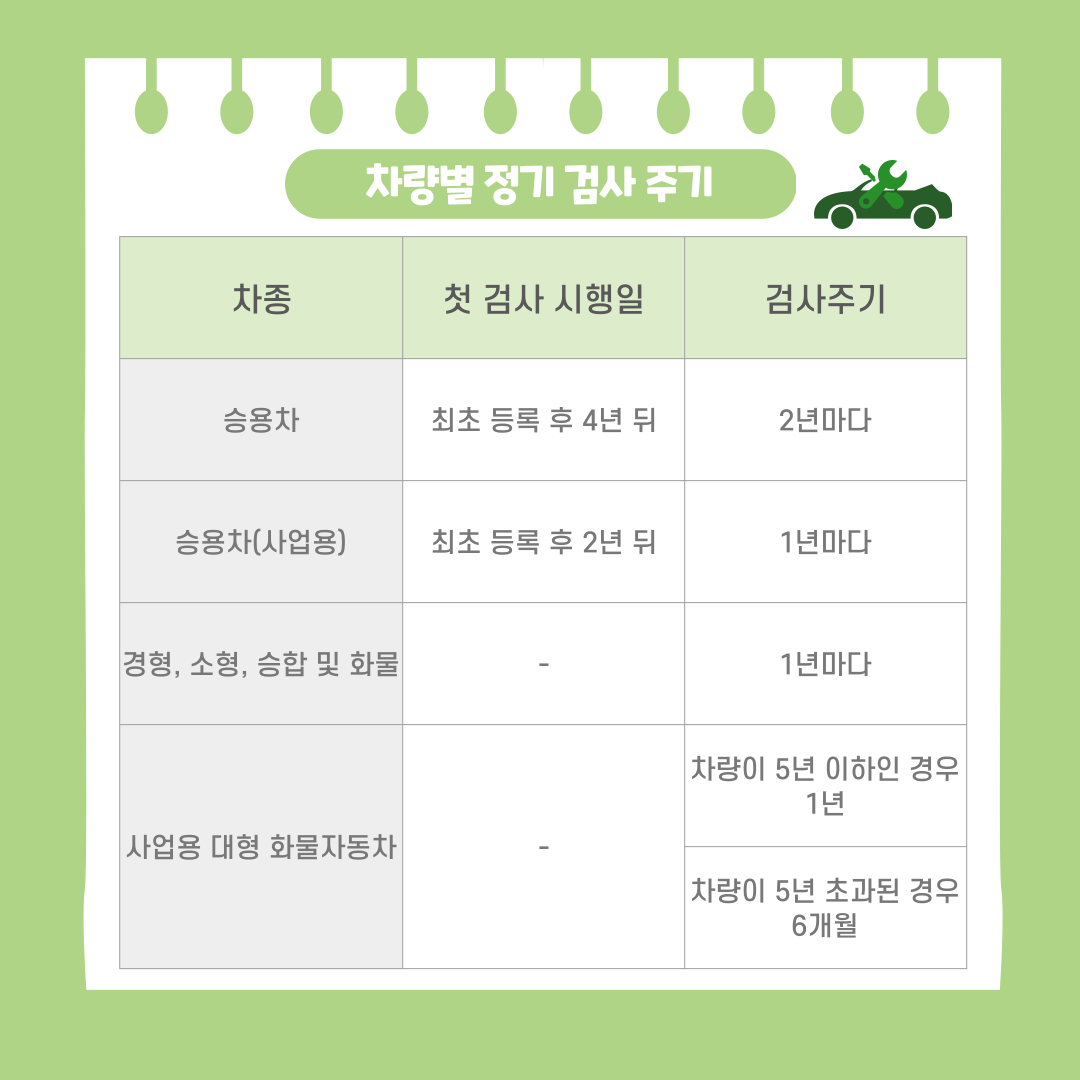 차량별 정기 검사 주기
차종
첫 검사 시행일
검사주기
승용차
최초 등록 후 4년 뒤
2년마다
승용차(사업용)
최초 등록 후 2년 뒤
1년마다
경형, 소형, 승합 및 화물
-
1년마다
사업용 대형 화물자동차
-
차량이 5년 이하인 경우
1년
차량이 5년 초과된 경우
6개월